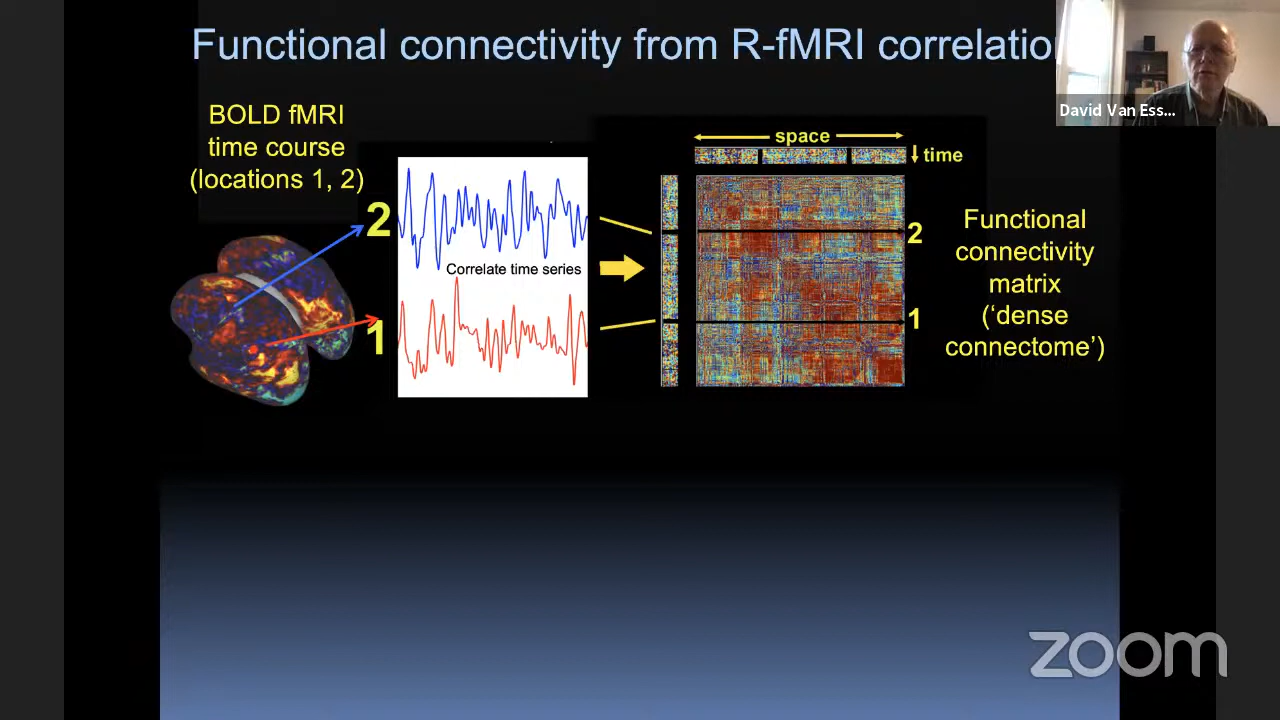 Functional connectivity from R-fMRI correlatio
David Van Ess...
BOLD fMRI
time course
(locations 1, 2)
2
Correlate time series
1
space
time
2
1
Functional
connectivity
matrix
(‘dense
connectome’)
zoom